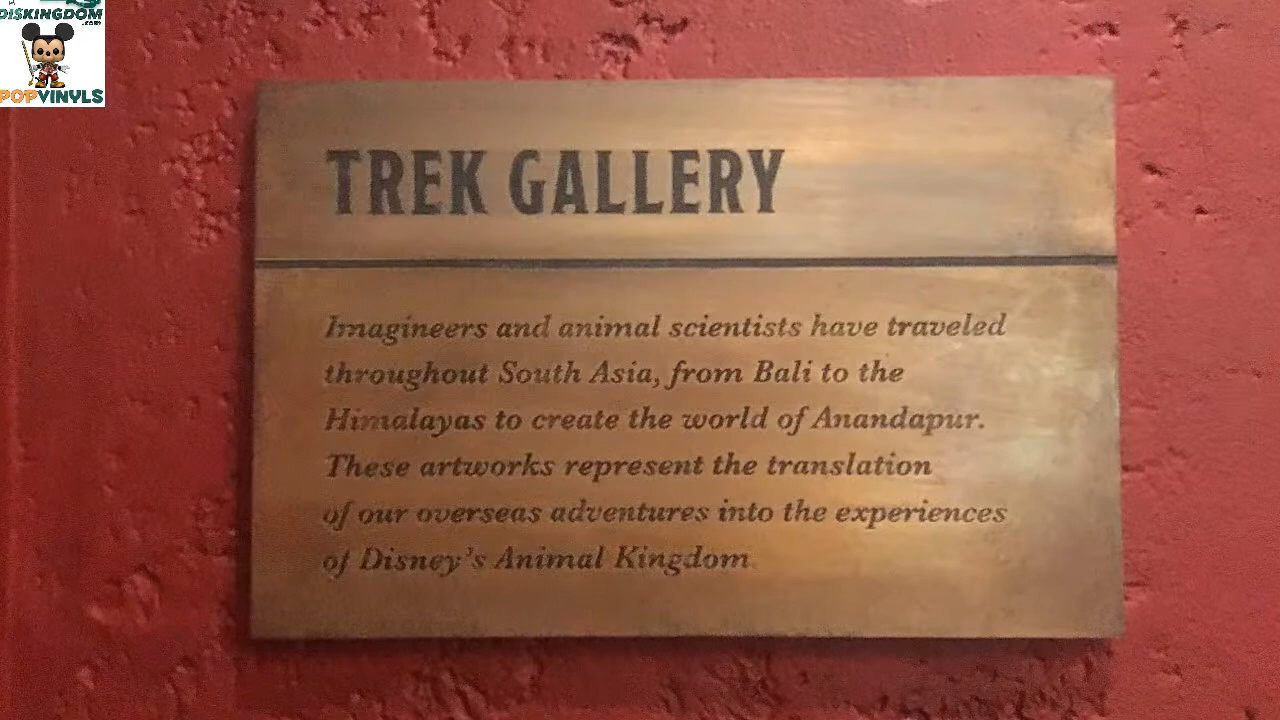 DISKINGDOM
.com
POPVINYLS
TREK GALLERY
Imagineers and animal scientists have traveled
throughout South Asia, from Bali to the
Himalayas to create the world of Anandapur.
These artworks represent the translation
of our overseas adventures into the experiences
of Disney's Animal Kingdom.